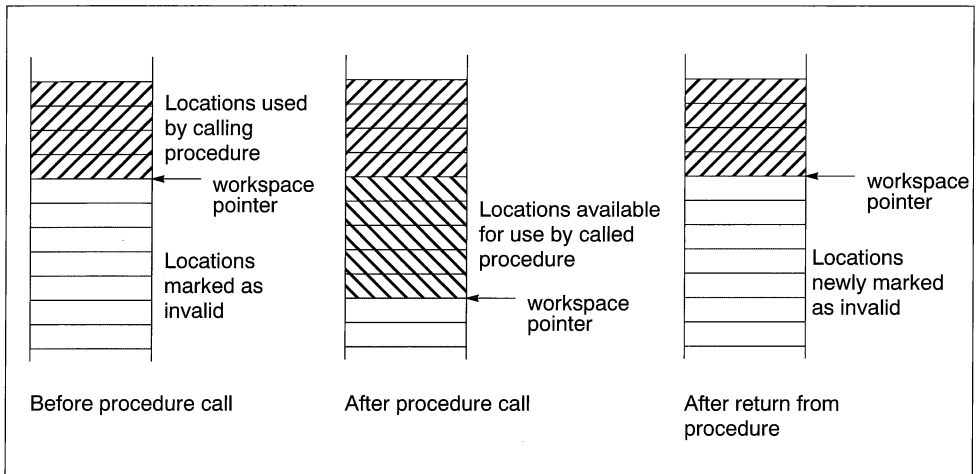 Locations used
by calling
procedure
workspace
pointer
Locations
marked as
invalid
Before procedure call
Locations available
for use by called
procedure
workspace
pointer
After procedure call
workspace
pointer
Locations
newly marked
as invalid
After return from
procedure